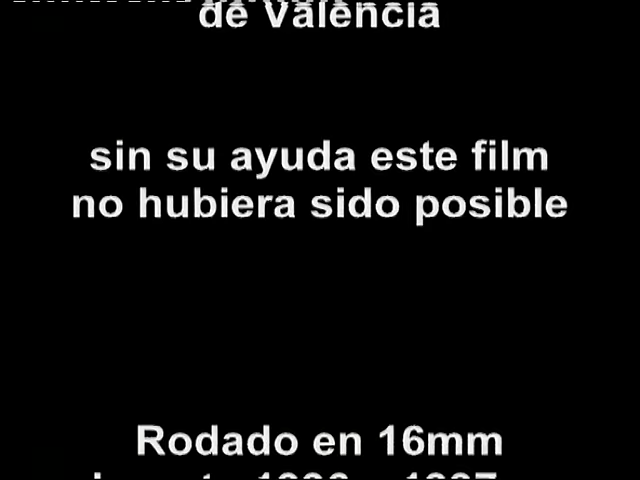 de Valencia
sin su ayuda este film
no hubiera sido posible
Rodado en 16mm